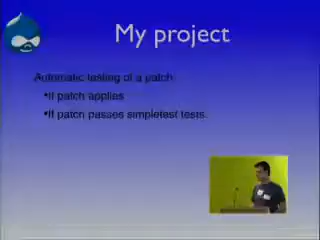 My project
Automatic testing of a patch
•If patch applies
•If patch passes simpletest tests.